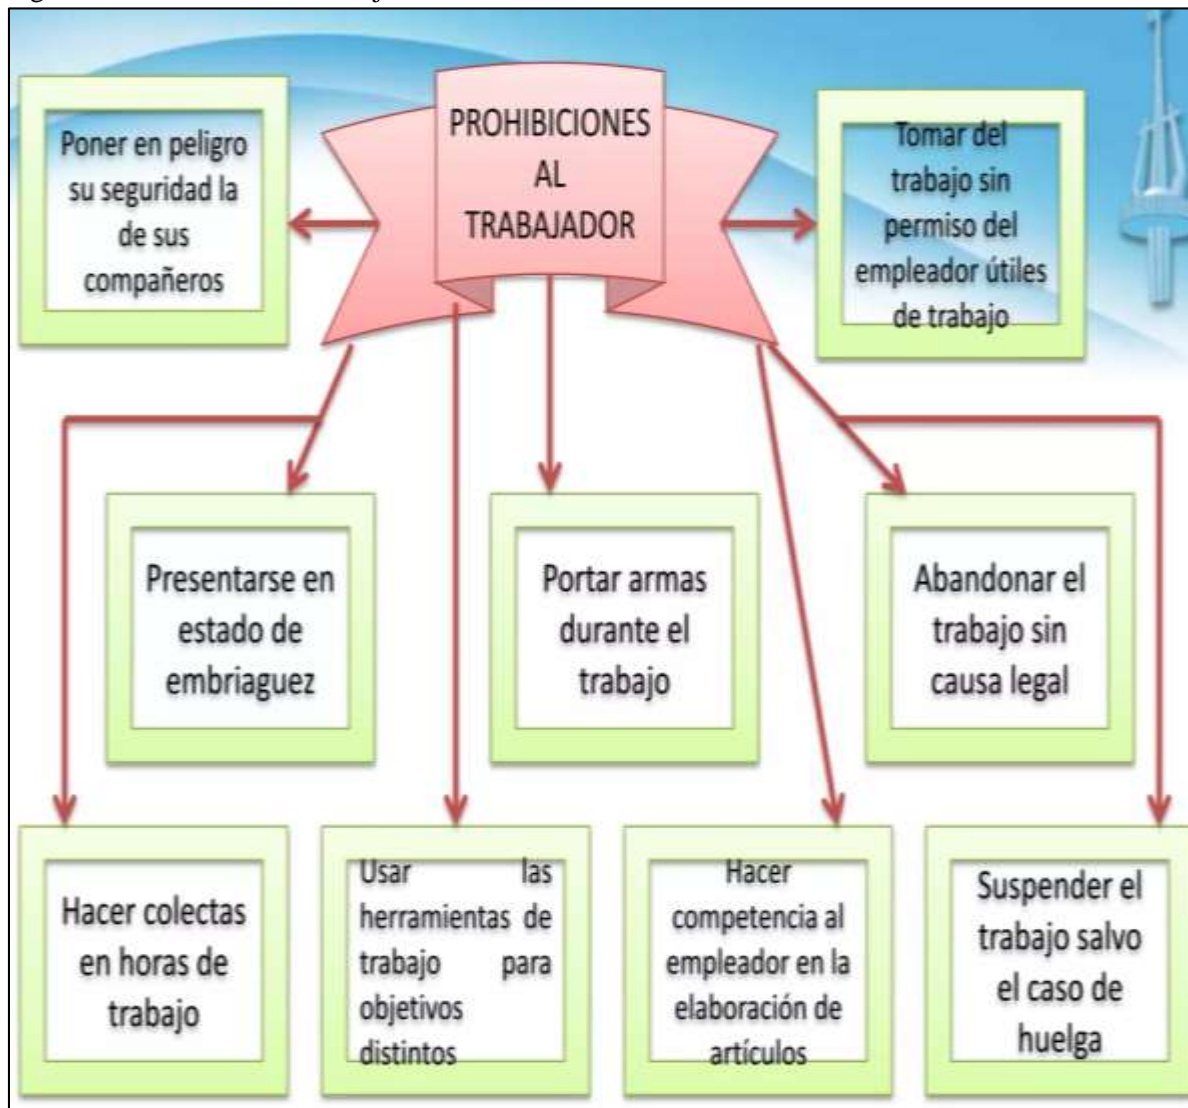 PROHIBICIONES
AL
TRABAJADOR
Poner en peligro
su seguridad la
de sus
compañeros
Tomar del
trabajo sin
permiso del
empleador útiles
de trabajo
Presentarse en
estado de
embriaguez
Portar armas
durante el
trabajo
Abandonar el
trabajo sin
causa legal
Hacer colectas
en horas de
trabajo
Usar las
herramientas de
trabajo para
objetivos
distintos
Hacer
competencia al
empleador en la
elaboración de
artículos
Suspender el
trabajo salvo
el caso de
huelga